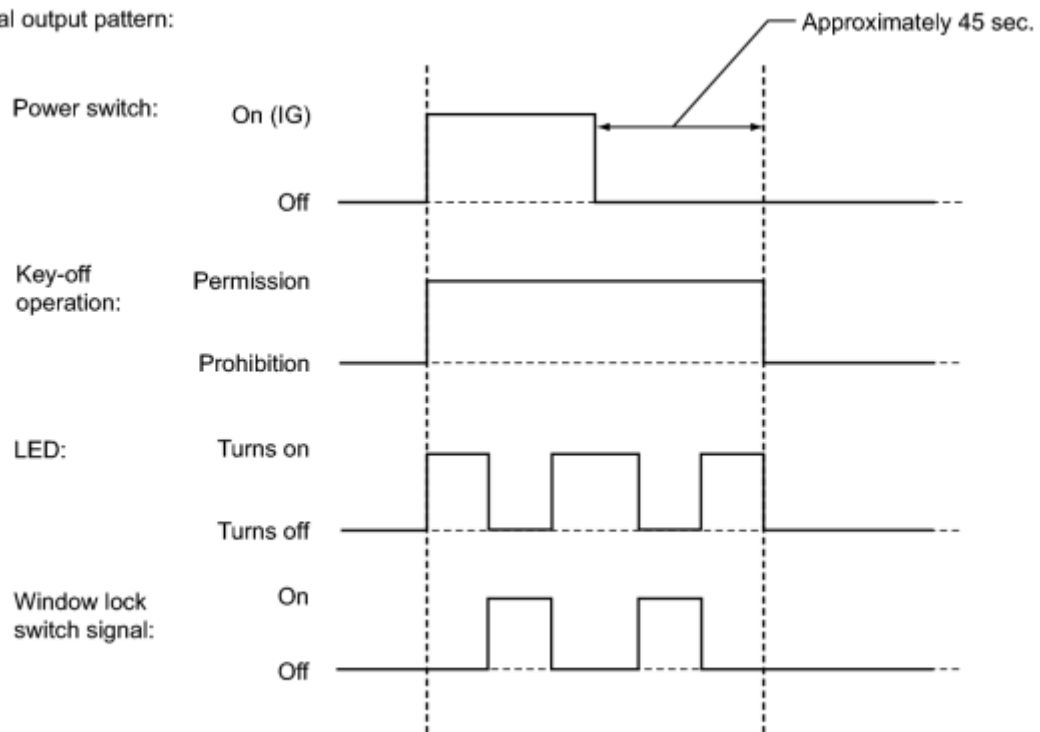 output pattern:
Approximately 45 sec.
Power switch:
On (IG)
Off
Key-off
operation:
Permission
Prohibition
LED:
Turns on
Turns off
Window lock
switch signal:
On
Off